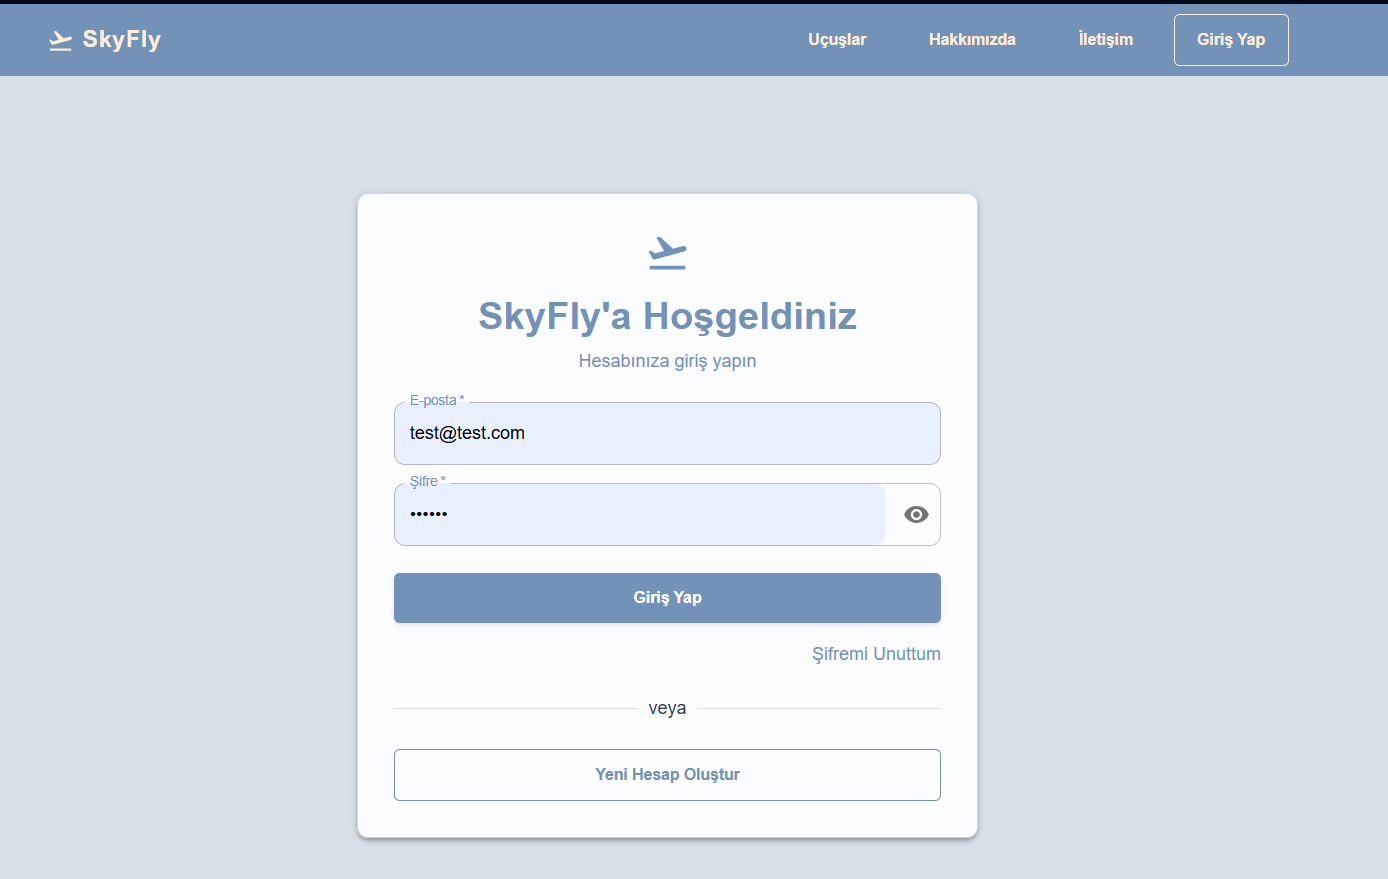 SkyFly
Uçuşlar
Hakkımızda
İletişim
Giriş Yap
SkyFly'a Hoşgeldiniz
Hesabınıza giriş yapın
E-posta *
test@test.com
Şifre *
••••••
Giriş Yap
Şifremi Unuttum
veya
Yeni Hesap Oluştur